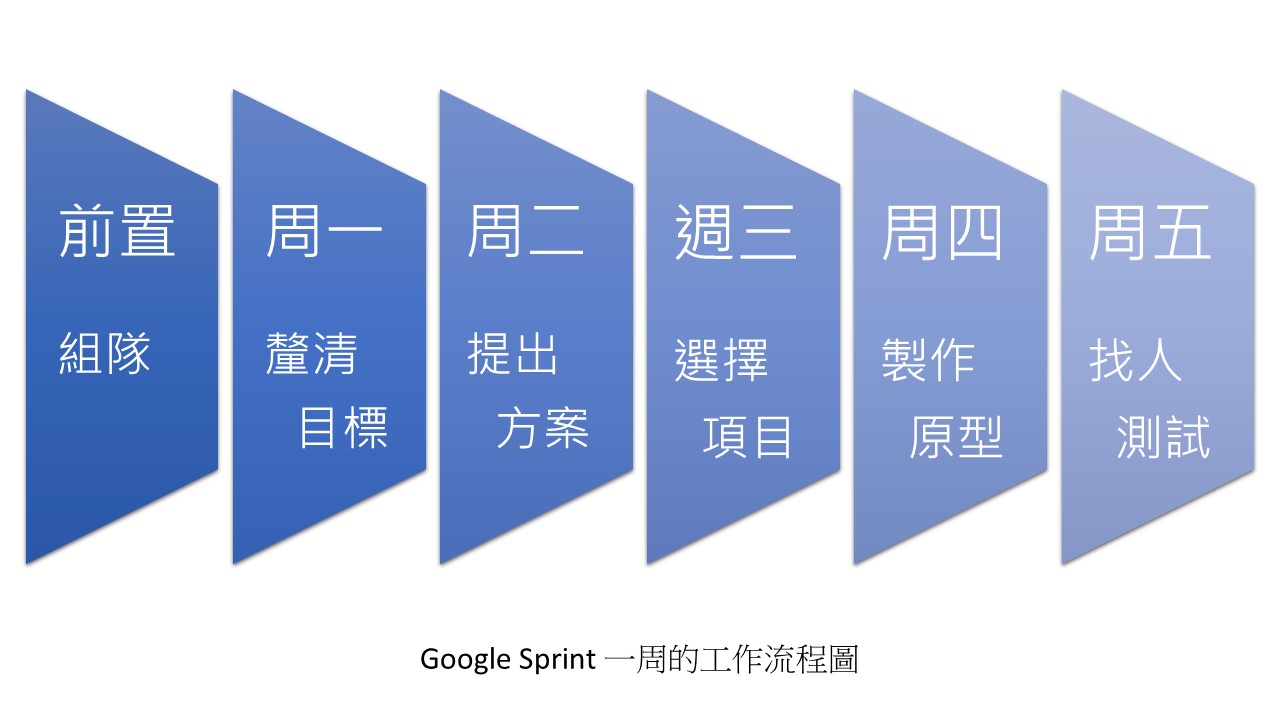 前置
組隊
周一
釐清
目標
周二
提出
方案
週三
選擇
項目
周四
製作
原型
周五
找人
測試
Google Sprint 一周的工作流程圖